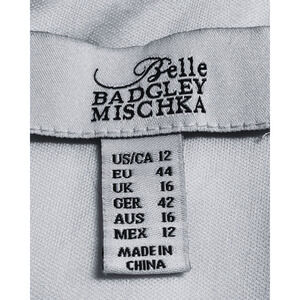 Belle
BADGLEY
MISCHKA
US/CA 12
EU 44
UK 16
GER 42
AUS 16
MEX 12
MADE IN
CHINA